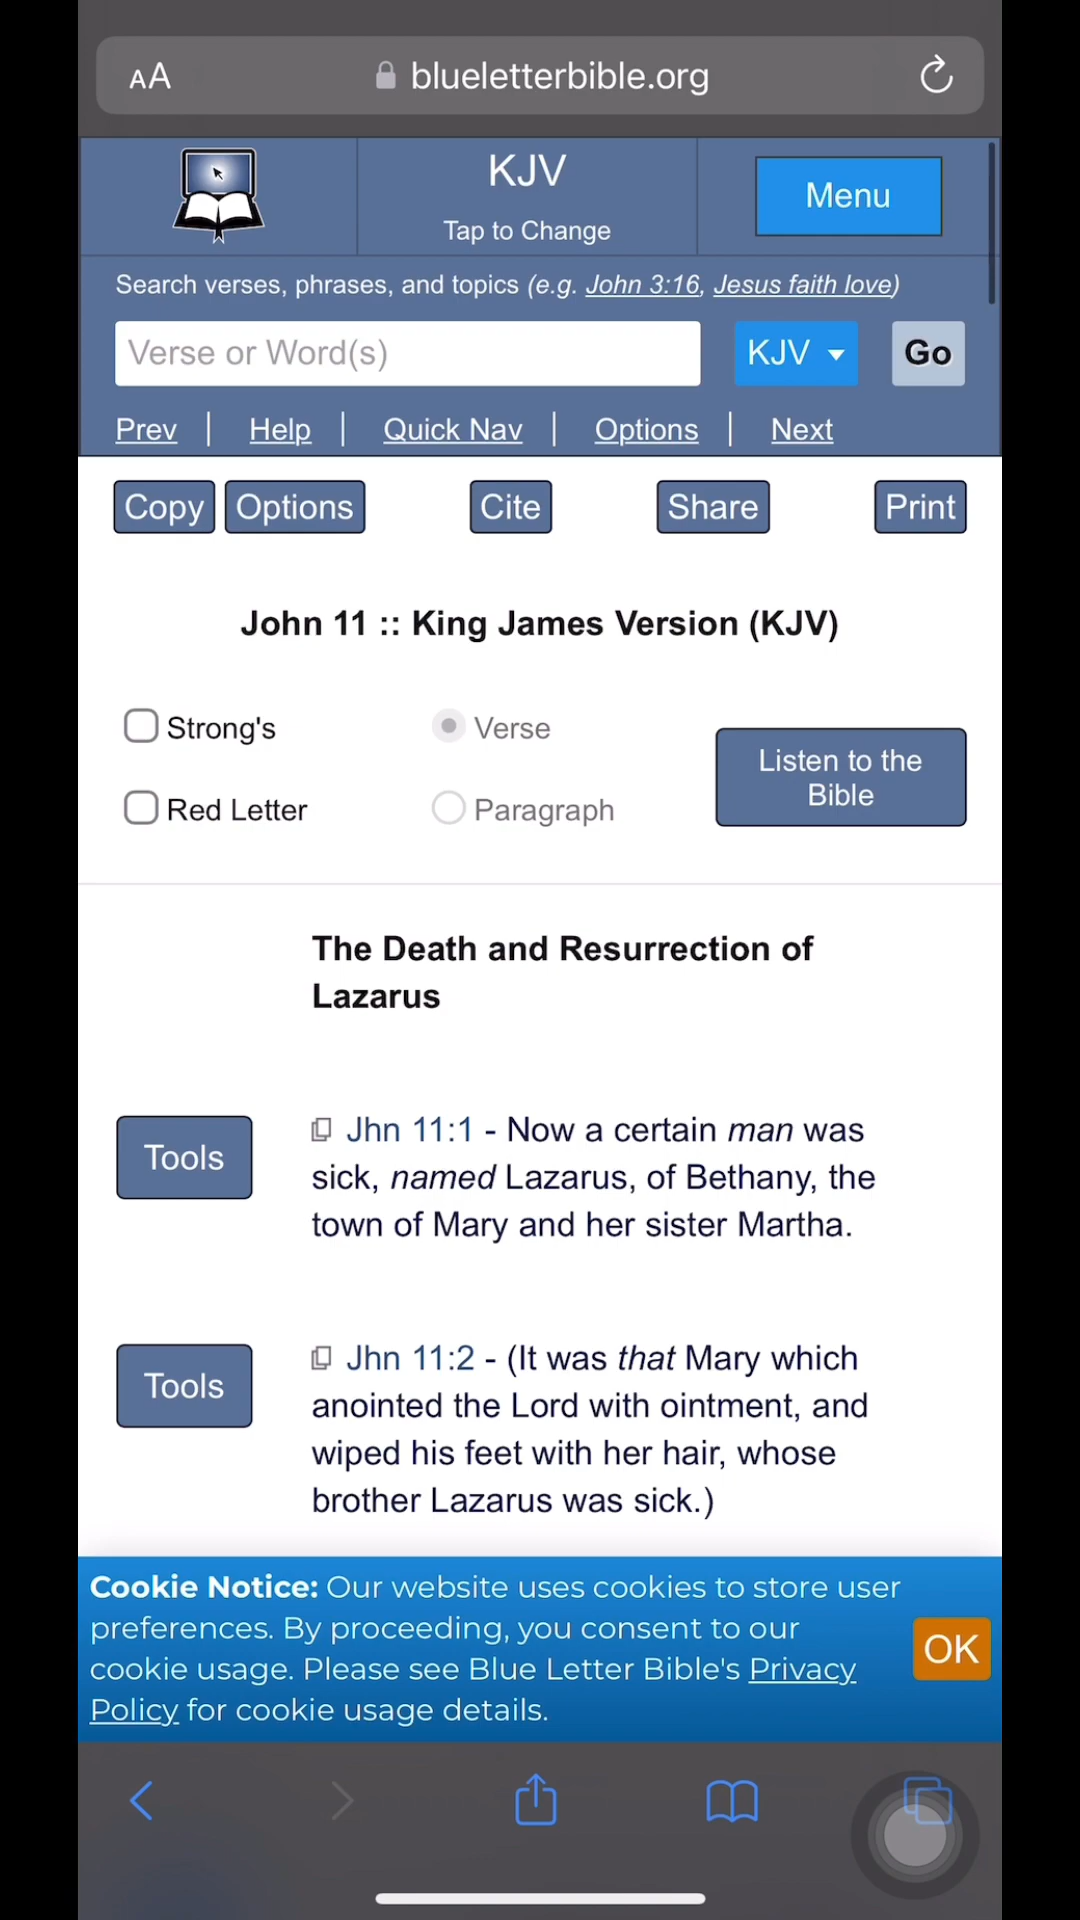 AA blueletterbible.org
KJV
Tap to Change
Menu
Search verses, phrases, and topics (e.g. John 3:16, Jesus faith love)
Verse or Word(s) KJV Go
Prev | Help | Quick Nav | Options | Next
Copy Options Cite Share Print
John 11 :: King James Version (KJV)
Strong's Verse
Red Letter Paragraph
Listen to the
Bible
The Death and Resurrection of
Lazarus
Tools
Jhn 11:1 - Now a certain man was
sick, named Lazarus, of Bethany, the
town of Mary and her sister Martha.
Tools
Jhn 11:2 - (It was that Mary which
anointed the Lord with ointment, and
wiped his feet with her hair, whose
brother Lazarus was sick.)
Cookie Notice: Our website uses cookies to store user
preferences. By proceeding, you consent to our
cookie usage. Please see Blue Letter Bible's Privacy
Policy for cookie usage details.
OK